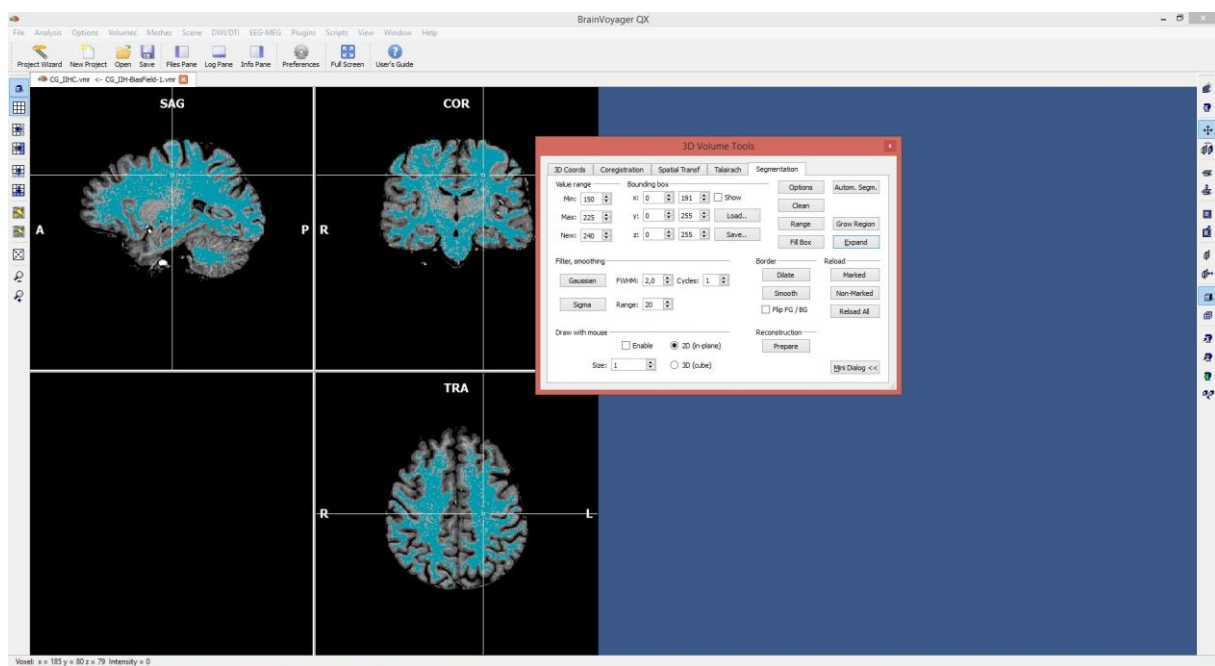 BrainVoyager QX
File Analysis Options Volumes Meshes Scene DWI/DTI EEG-MEG Plugins Scripts View Window Help
Project Wizard New Project Open Save Files Pane Log Pane Info Pane Preferences Full Screen User's Guide
CG_IIHC.vmr <- CG_IIH-BiasField-1.vmr
SAG
COR
A
P
R
TRA
R
L
3D Volume Tools
3D Coords Coregistration Spatial Transf Talairach Segmentation
Value range Bounding box
Min: 150 x: 0 191 Show Options Autom. Segm.
Clean
Max: 225 y: 0 255 Load...
Range Grow Region
New: 240 z: 0 255 Save...
Fill Box Expand
Filter, smoothing Border Reload
Gaussian FWHM: 2,0 Cycles: 1 Dilate Marked
Smooth Non-Marked
Sigma Range: 20 Flip FG / BG Reload All
Draw with mouse Reconstruction
Enable 2D (in-plane) Prepare
Size: 1 3D (cube) Mini Dialog <<
Voxel: x = 185 y = 80 z = 79 Intensity = 0